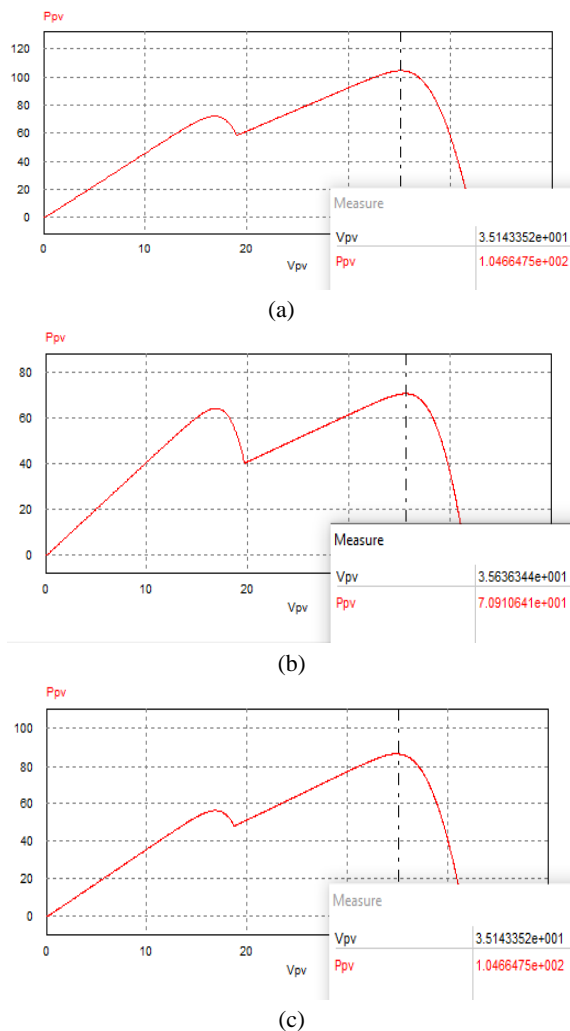 Ppv
120
100
80
60
40
20
0
0 10 20
Vpv
Measure
Vpv 3.5143352e+001
Ppv 1.0466475e+002
(a)
Ppv
80
60
40
20
0
0 10 20
Vpv
Measure
Vpv 3.5636344e+001
Ppv 7.0910641e+001
(b)
Ppv
100
80
60
40
20
0
0 10 20
Vpv
Measure
Vpv 3.5143352e+001
Ppv 1.0466475e+002
(c)